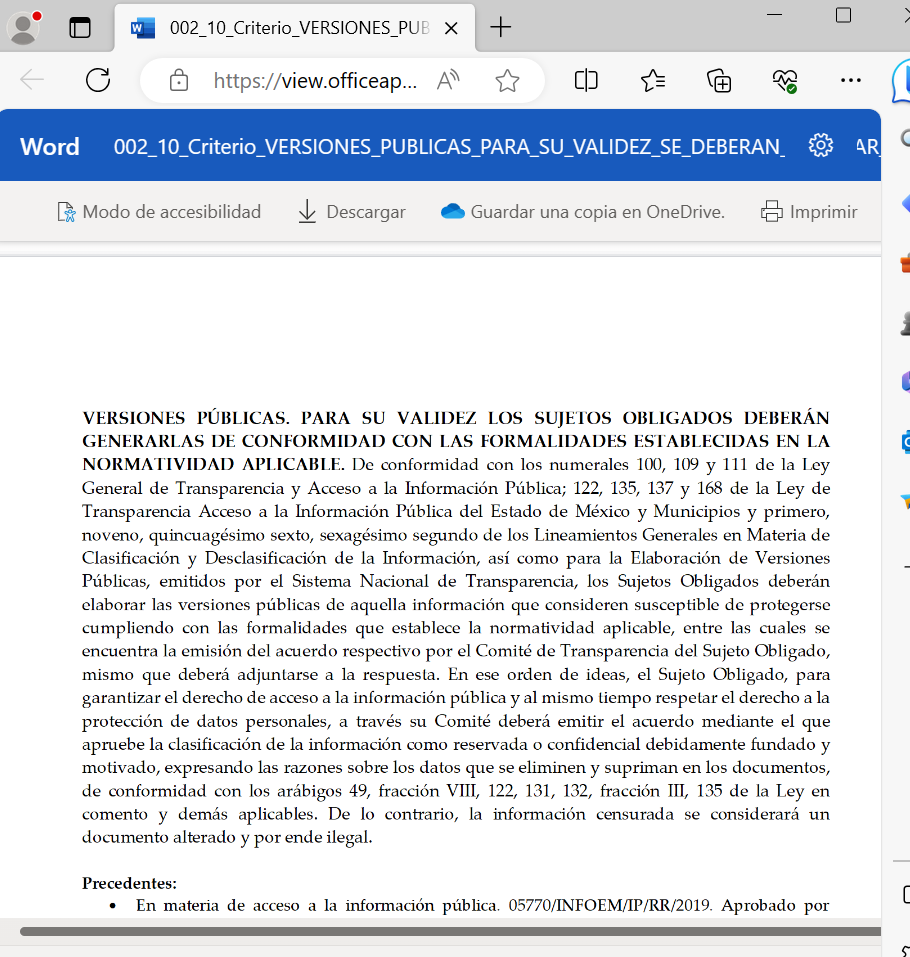 002_10_Criterio_VERSIONES_PUB
https://view.officeap...
Word
002_10_Criterio_VERSIONES_PUBLICAS_PARA_SU_VALIDEZ_SE_DEBERAN_
AR_
Modo de accesibilidad
Descargar
Guardar una copia en OneDrive.
Imprimir
VERSIONES PÚBLICAS. PARA SU VALIDEZ LOS SUJETOS OBLIGADOS DEBERÁN
GENERARLAS DE CONFORMIDAD CON LAS FORMALIDADES ESTABLECIDAS EN LA
NORMATIVIDAD APLICABLE. De conformidad con los numerales 100, 109 y 111 de la Ley
General de Transparencia y Acceso a la Información Pública; 122, 135, 137 y 168 de la Ley de
Transparencia Acceso a la Información Pública del Estado de México y Municipios y primero,
noveno, quincuagésimo sexto, sexagésimo segundo de los Lineamientos Generales en Materia de
Clasificación y Desclasificación de la Información, así como para la Elaboración de Versiones
Públicas, emitidos por el Sistema Nacional de Transparencia, los Sujetos Obligados deberán
elaborar las versiones públicas de aquella información que consideren susceptible de protegerse
cumpliendo con las formalidades que establece la normatividad aplicable, entre las cuales se
encuentra la emisión del acuerdo respectivo por el Comité de Transparencia del Sujeto Obligado,
mismo que deberá adjuntarse a la respuesta. En ese orden de ideas, el Sujeto Obligado, para
garantizar el derecho de acceso a la información pública y al mismo tiempo respetar el derecho a la
protección de datos personales, a través su Comité deberá emitir el acuerdo mediante el que
apruebe la clasificación de la información como reservada o confidencial debidamente fundado y
motivado, expresando las razones sobre los datos que se eliminen y supriman en los documentos,
de conformidad con los arábigos 49, fracción VIII, 122, 131, 132, fracción III, 135 de la Ley en
comento y demás aplicables. De lo contrario, la información censurada se considerará un
documento alterado y por ende ilegal.
Precedentes:
• En materia de acceso a la información pública. 05770/INFOEM/IP/RR/2019. Aprobado por